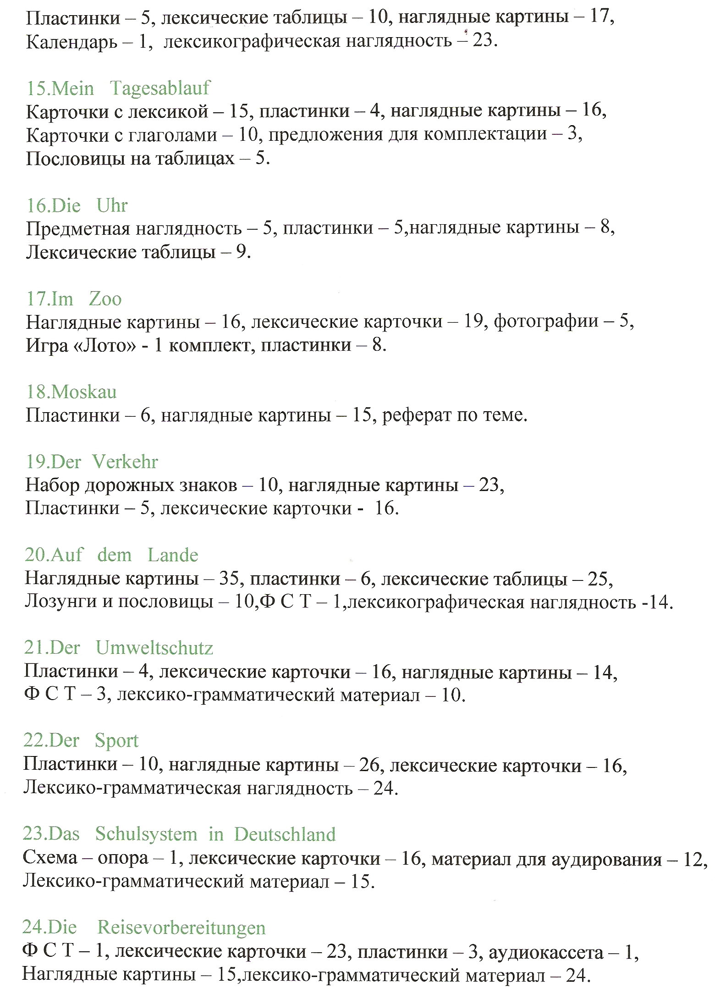 Пластинки – 5, лексические таблицы – 10, наглядные картины – 17,
Календарь – 1, лексикографическая наглядность – 23.
15.Mein Tagesablauf
Карточки с лексикой – 15, пластинки – 4, наглядные картины – 16,
Карточки с глаголами – 10, предложения для комплектации – 3,
Пословицы на таблицах – 5.
16.Die Uhr
Предметная наглядность – 5, пластинки – 5,наглядные картины – 8,
Лексические таблицы – 9.
17.Im Zoo
Наглядные картины – 16, лексические карточки – 19, фотографии – 5,
Игра «Лото» - 1 комплект, пластинки – 8.
18.Moskau
Пластинки – 6, наглядные картины – 15, реферат по теме.
19.Der Verkehr
Набор дорожных знаков – 10, наглядные картины – 23,
Пластинки – 5, лексические карточки - 16.
20.Auf dem Lande
Наглядные картины – 35, пластинки – 6, лексические таблицы – 25,
Лозунги и пословицы – 10,Ф С Т – 1,лексикографическая наглядность -14.
21.Der Umweltschutz
Пластинки – 4, лексические карточки – 16, наглядные картины – 14,
Ф С Т – 3, лексико-грамматический материал – 10.
22.Der Sport
Пластинки – 10, наглядные картины – 26, лексические карточки – 16,
Лексико-грамматическая наглядность – 24.
23.Das Schulsystem in Deutschland
Схема – опора – 1, лексические карточки – 16, материал для аудирования – 12,
Лексико-грамматический материал – 15.
24.Die Reisevorbereitungen
Ф С Т – 1, лексические карточки – 23, пластинки – 3, аудиокассета – 1,
Наглядные картины – 15,лексико-грамматический материал – 24.